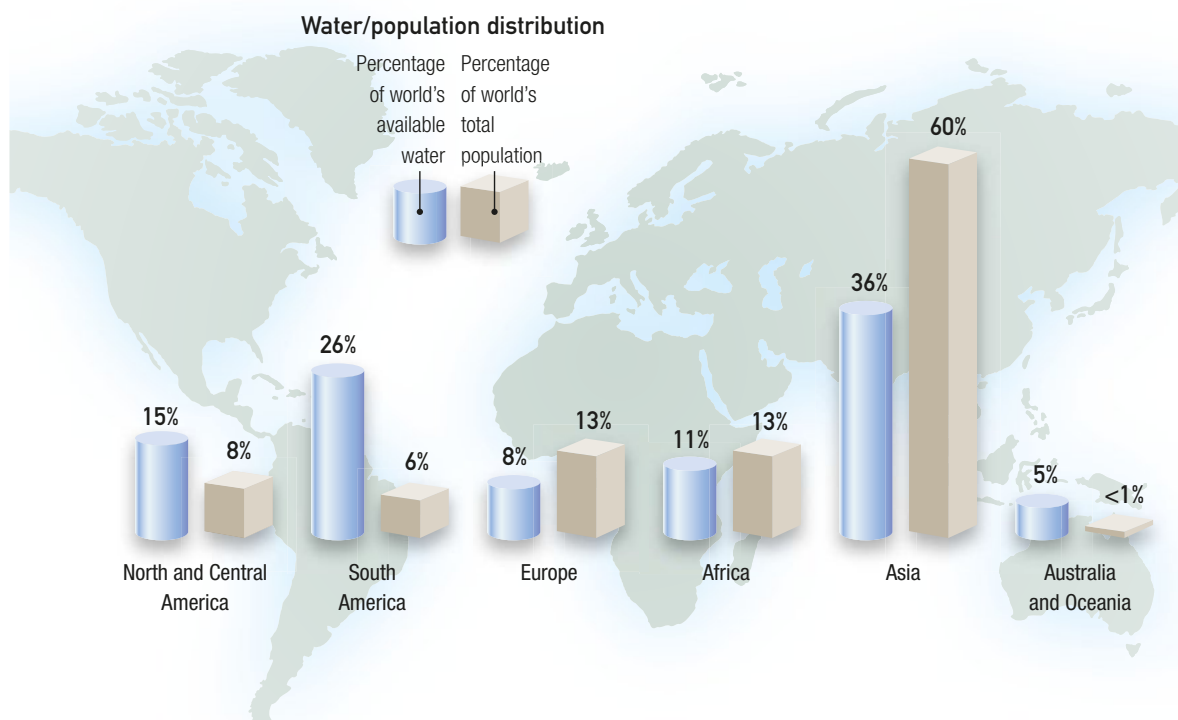 Water/population distribution
Percentage
of world's
available
water
Percentage
of world's
total
population
15%
8%
North and Central
America
26%
6%
South
America
8%
13%
Europe
11%
13%
Africa
36%
60%
Asia
5%
<1%
Australia
and Oceania